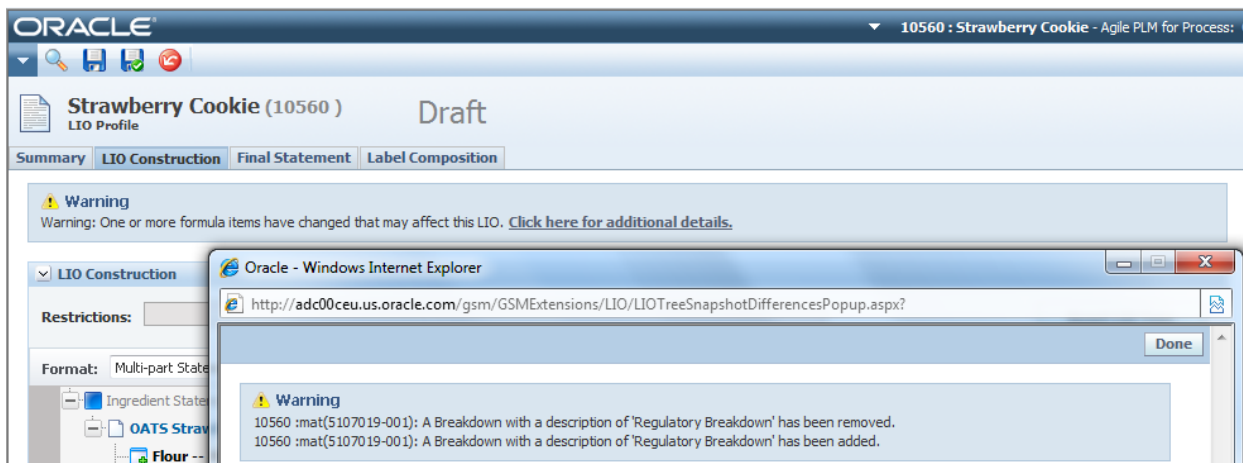 ORACLE
10560 : Strawberry Cookie - Agile PLM for Process:
Strawberry Cookie (10560 )
Draft
LIO Profile
Summary LIO Construction Final Statement Label Composition
Warning
Warning: One or more formula items have changed that may affect this LIO. Click here for additional details.
LIO Construction
Oracle - Windows Internet Explorer
Restrictions:
http://adc00ceu.us.oracle.com/gsm/GSMExtensions/LIO/LIOTreeSnapshotDifferencesPopup.aspx?
Done
Format: Multi-part
Ingredient
Warning
10560 :mat(5107019-001): A Breakdown with a description of 'Regulatory Breakdown' has been removed.
OATS
10560 :mat(5107019-001): A Breakdown with a description of 'Regulatory Breakdown' has been added.
Flour --